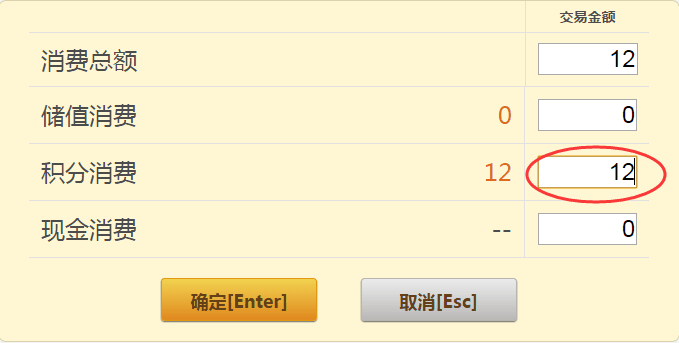 交易金额
消费总额 12
储值消费 0 0
积分消费 12 12
现金消费 -- 0
确定[Enter] 取消[Esc]